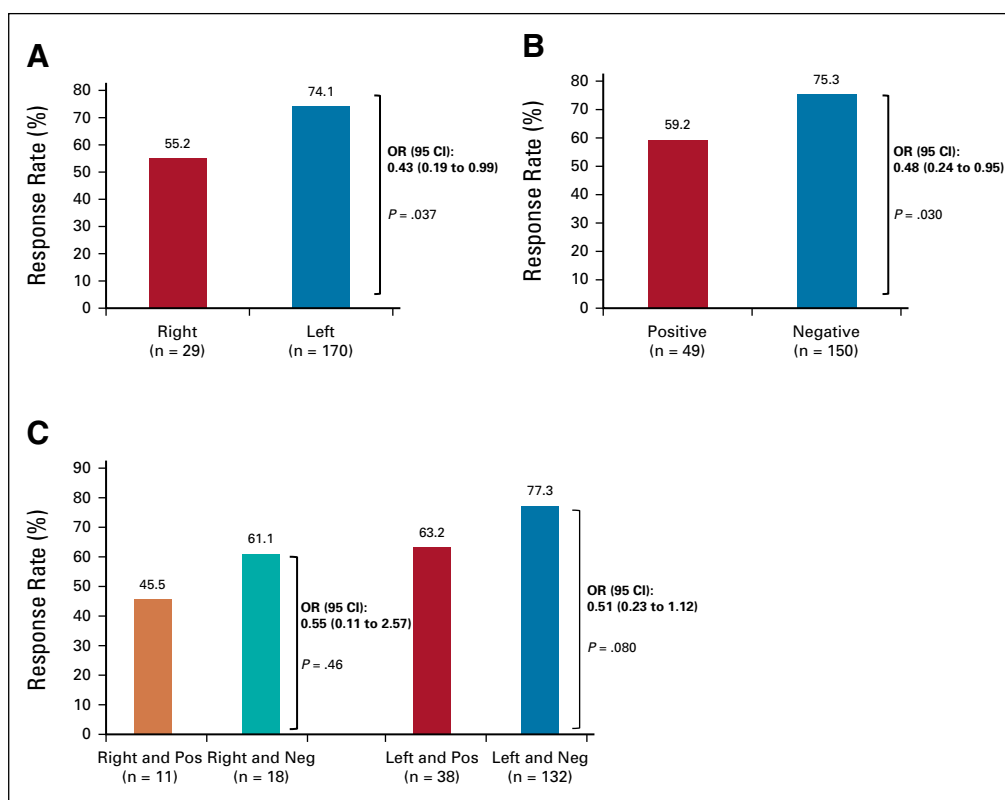 A
Response Rate (%)
80
70
60
50
40
30
20
10
0
55.2
74.1
OR (95 CI):
0.43 (0.19 to 0.99)
P = .037
Right
(n = 29)
Left
(n = 170)
B
Response Rate (%)
80
70
60
50
40
30
20
10
0
59.2
75.3
OR (95 CI):
0.48 (0.24 to 0.95)
P = .030
Positive
(n = 49)
Negative
(n = 150)
C
Response Rate (%)
90
80
70
60
50
40
30
20
10
0
45.5
61.1
OR (95 CI):
0.55 (0.11 to 2.57)
P = .46
63.2
77.3
OR (95 CI):
0.51 (0.23 to 1.12)
P = .080
Right and Pos
(n = 11)
Right and Neg
(n = 18)
Left and Pos
(n = 38)
Left and Neg
(n = 132)